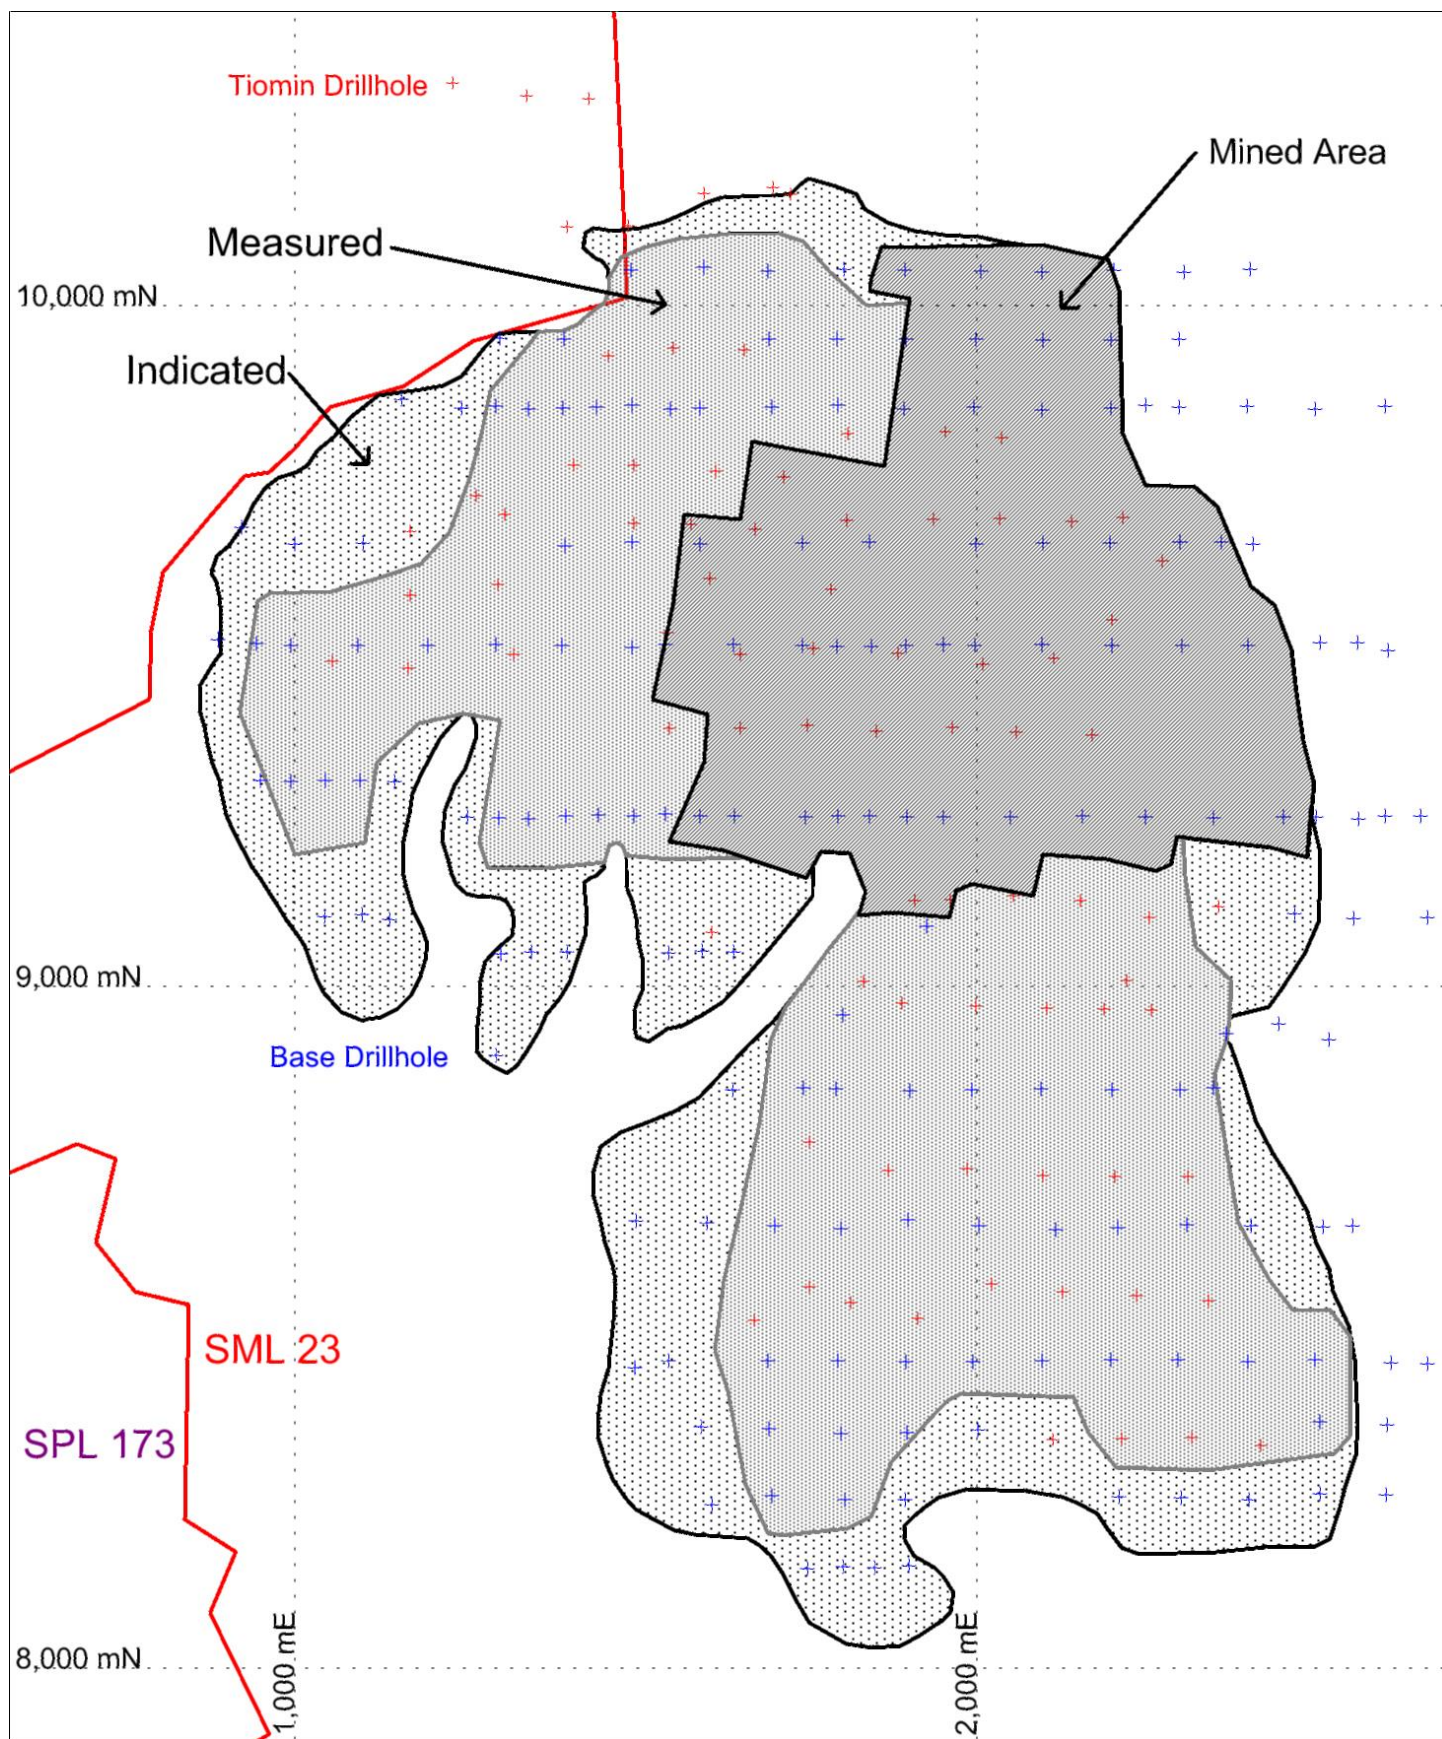 Tiomin Drillhole
Mined Area
Measured
10,000 mN
Indicated
9,000 mN
Base Drillhole
SML 23
SPL 173
8,000 mN
1,000 mE
2,000 mE